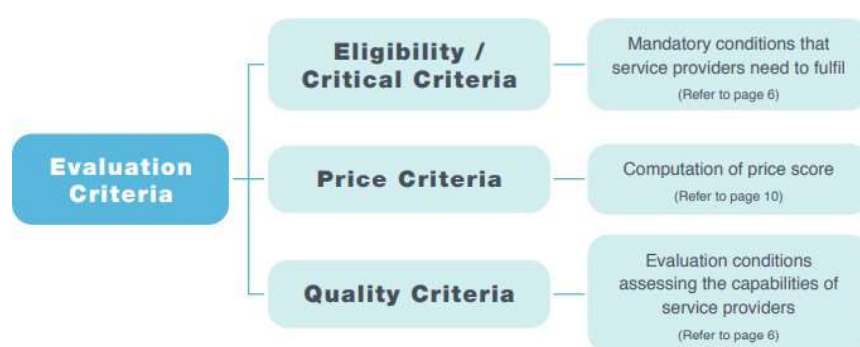 Evaluation
Criteria
Eligibility /
Critical Criteria
Mandatory conditions that
service providers need to fulfil
(Refer to page 6)
Price Criteria
Computation of price score
(Refer to page 10)
Quality Criteria
Evaluation conditions
assessing the capabilities of
service providers
(Refer to page 6)